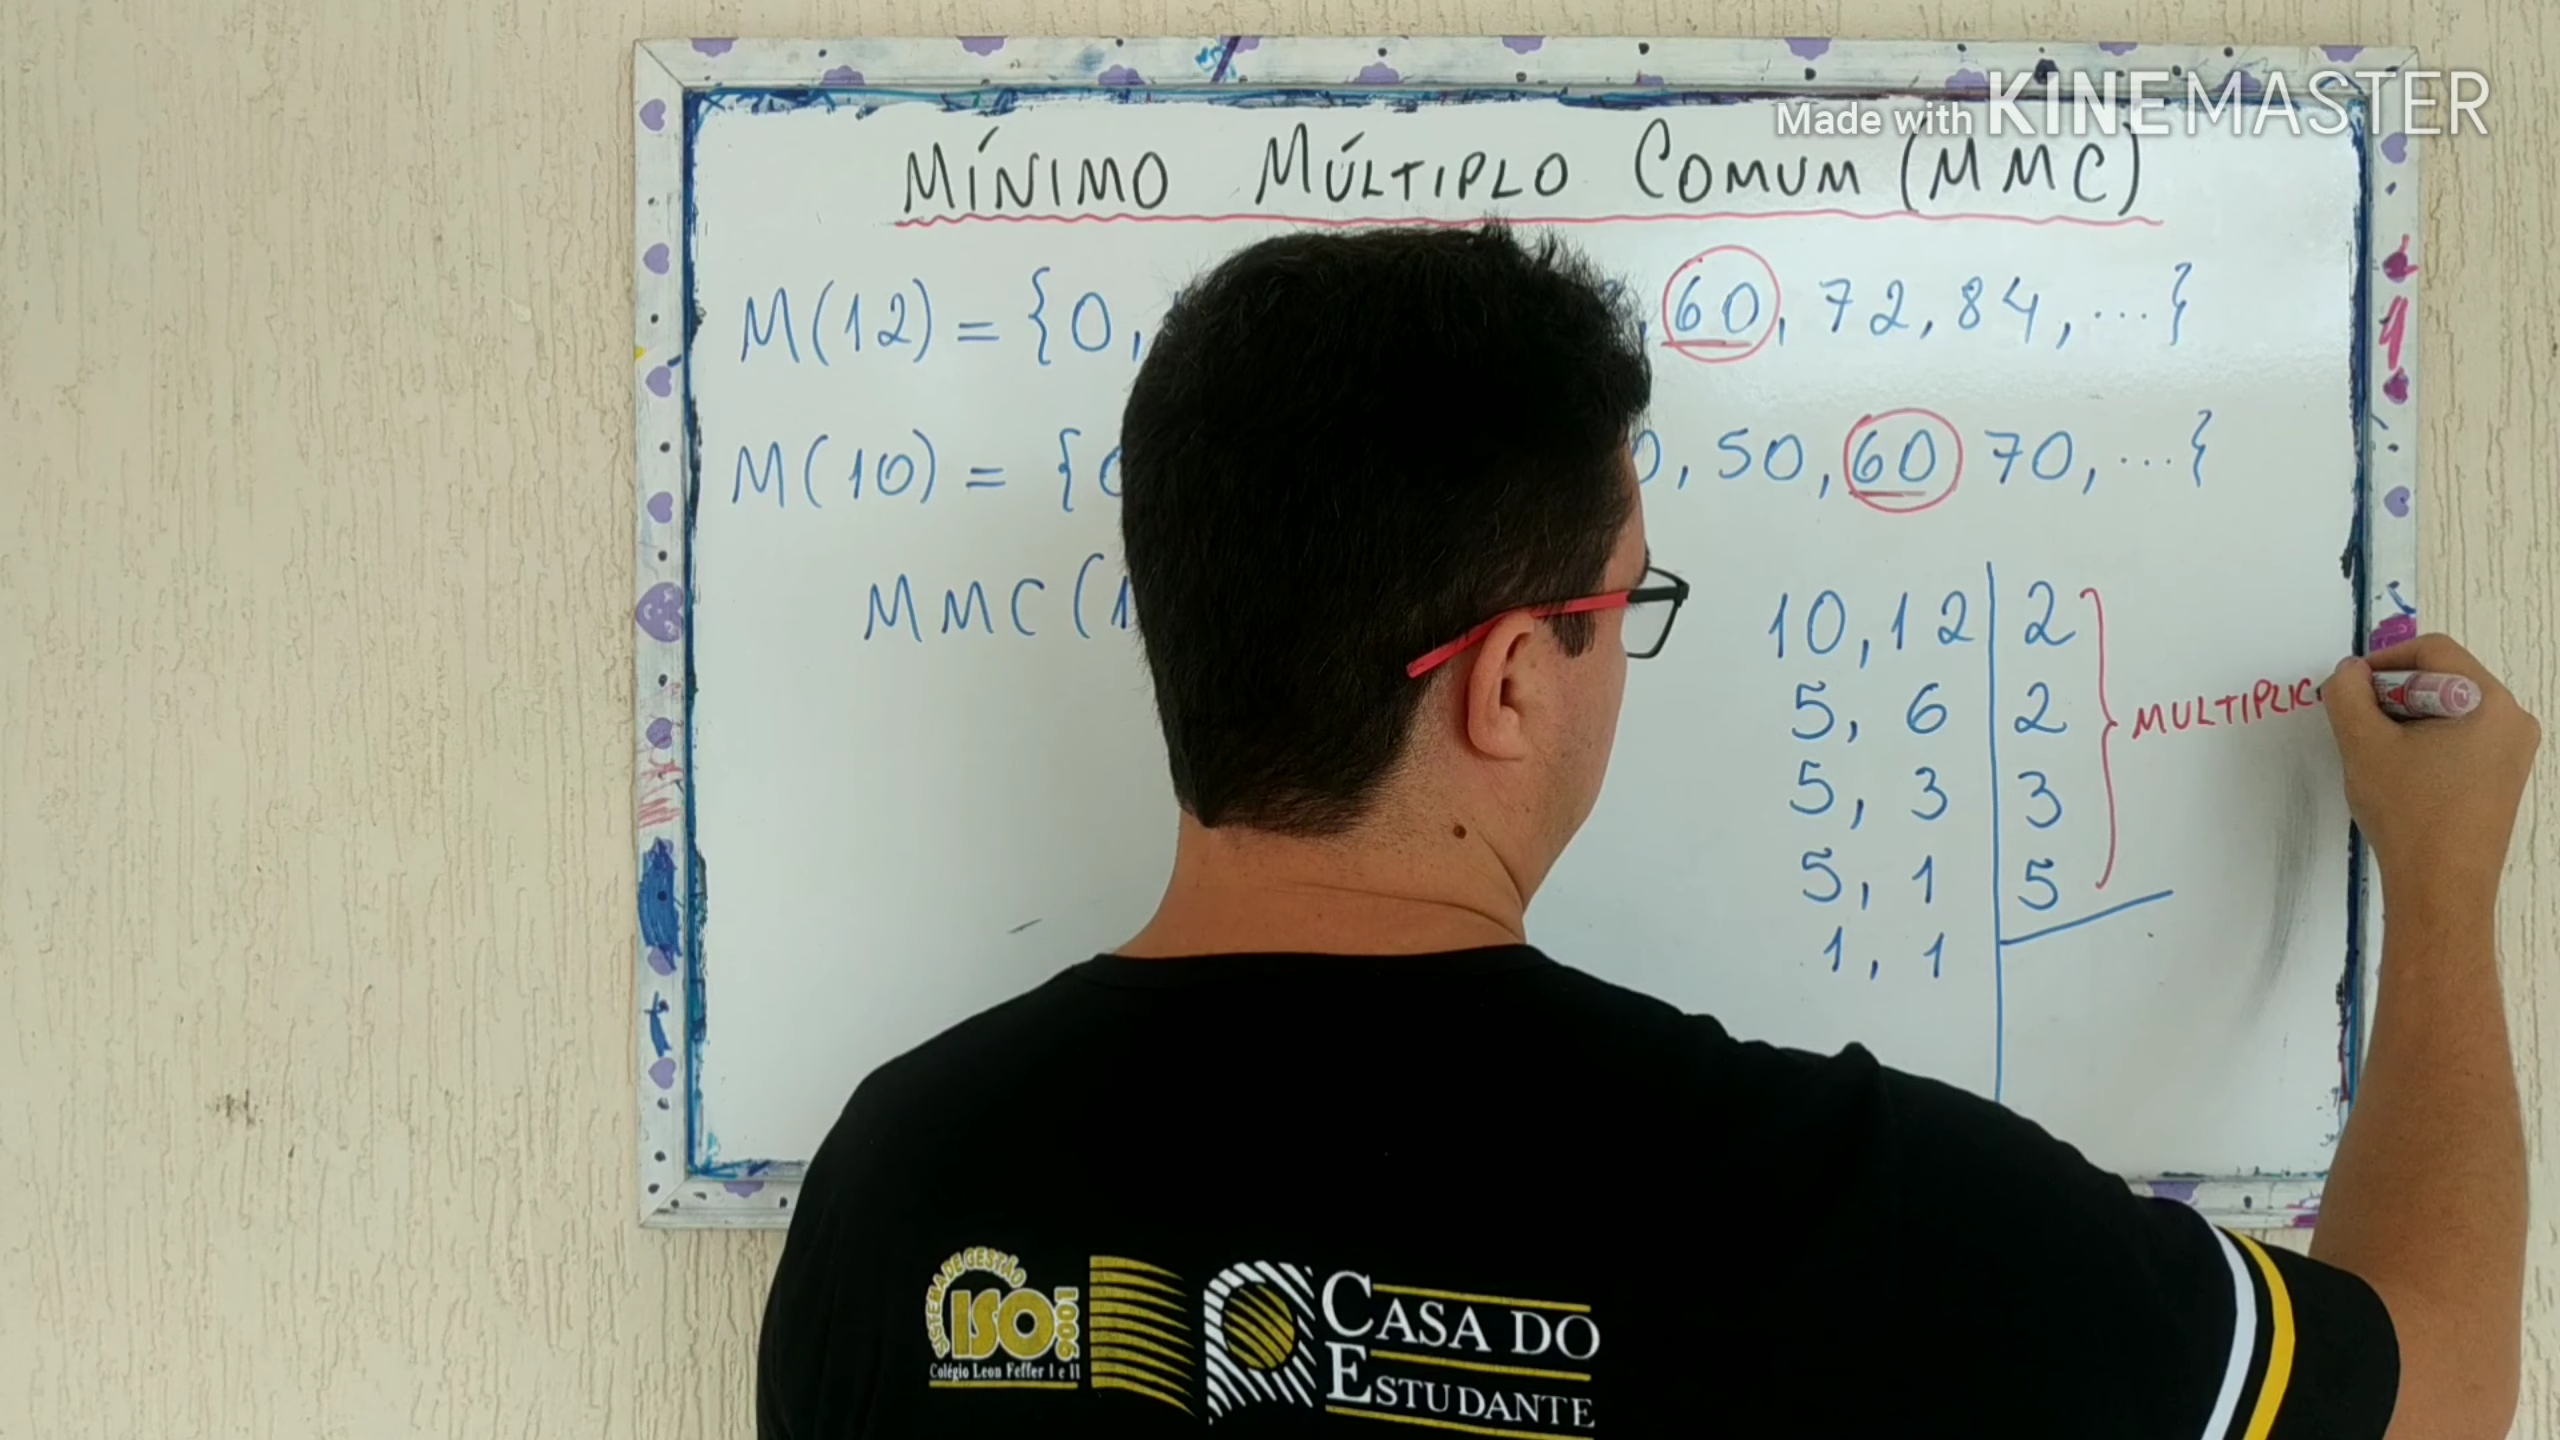 Made with KINEMASTER
MÍNIMO MÚLTIPLO COMUM (MMC)
M(12) = {0, 60, 72, 84, ...}
M(10) = { 50, 60 70, ...}
MMC (1
10, 12 | 2
5, 6 | 2
5, 3 | 3
5, 1 | 5
1, 1
MULTIPLIC
SISTEMA DE GESTÃO
ISO 9001
Colégio Leon Feffer I e II
CASA DO
ESTUDANTE